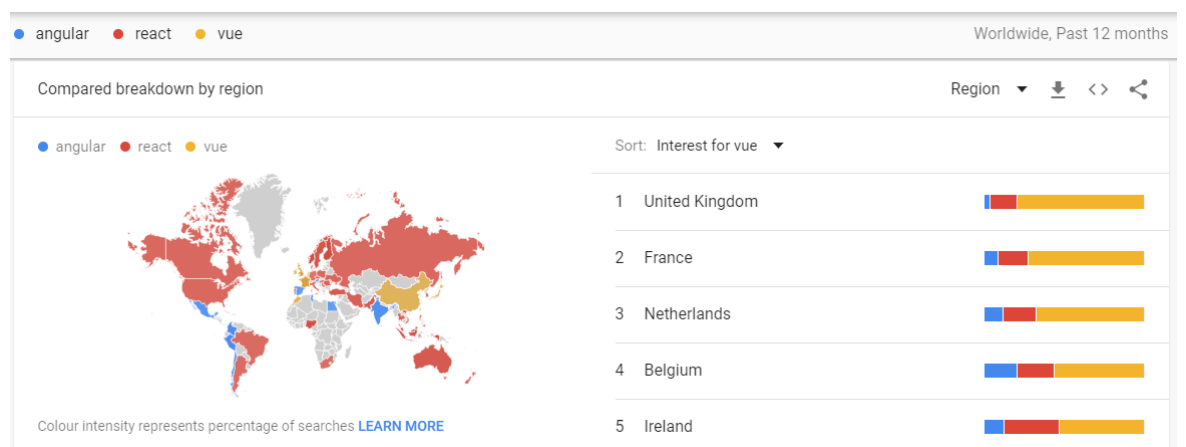 angular react vue Worldwide, Past 12 months
Compared breakdown by region Region
angular react vue
Sort: Interest for vue
1 United Kingdom
2 France
3 Netherlands
4 Belgium
5 Ireland
Colour intensity represents percentage of searches LEARN MORE